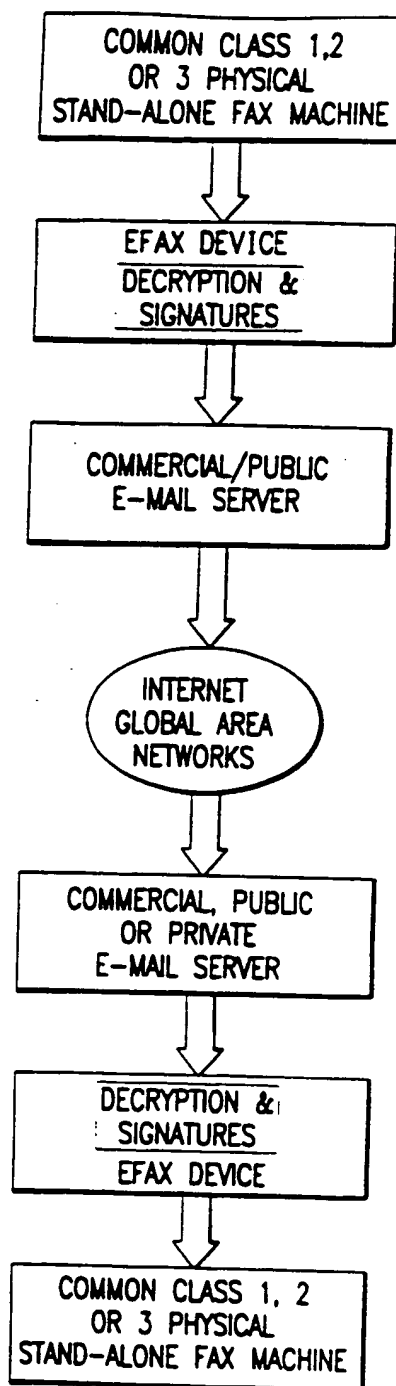 COMMON CLASS 1,2
OR 3 PHYSICAL
STAND-ALONE FAX MACHINE
EFAX DEVICE
DECRYPTION &
SIGNATURES
COMMERCIAL/PUBLIC
E-MAIL SERVER
INTERNET
GLOBAL AREA
NETWORKS
COMMERCIAL, PUBLIC
OR PRIVATE
E-MAIL SERVER
DECRYPTION &
SIGNATURES
EFAX DEVICE
COMMON CLASS 1, 2
OR 3 PHYSICAL
STAND-ALONE FAX MACHINE